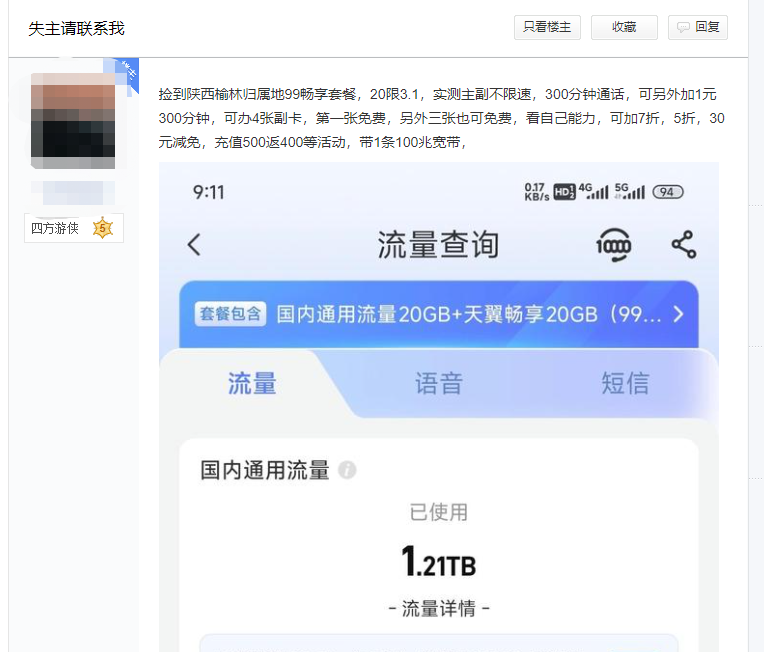 失主请联系我
只看楼主
收藏
回复
楼主
捡到陕西榆林归属地99畅享套餐，20限3.1，实测主副不限速，300分钟通话，可另外加1元
300分钟，可办4张副卡，第一张免费，另外三张也可免费，看自己能力，可加7折，5折，30
元减免，充值500返400等活动，带1条100兆宽带，
四方游侠 5
9:11
0.17 KB/s HD 1 2 4G 5G 94
流量查询
10000
套餐包含 国内通用流量20GB+天翼畅享20GB（99...
流量
语音
短信
国内通用流量
已使用
1.21TB
- 流量详情 -